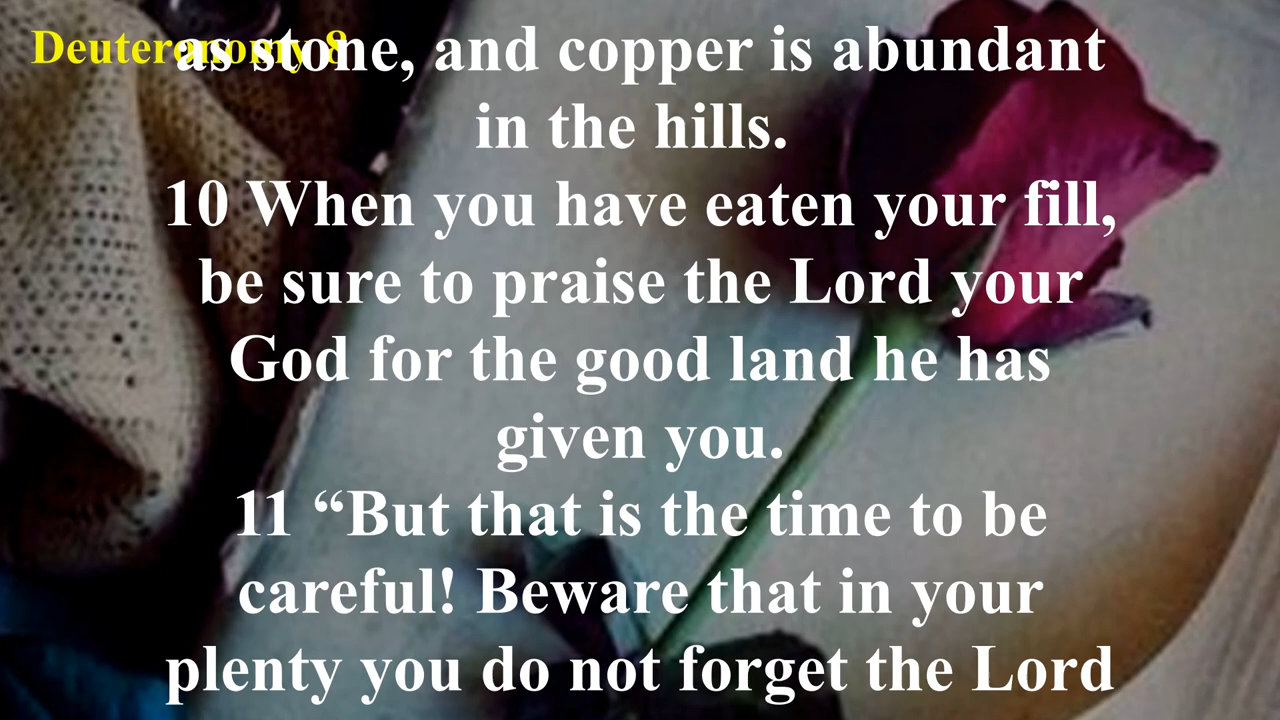 Deuteronomy 8
as stone, and copper is abundant
in the hills.
10 When you have eaten your fill,
be sure to praise the Lord your
God for the good land he has
given you.
11 “But that is the time to be
careful! Beware that in your
plenty you do not forget the Lord